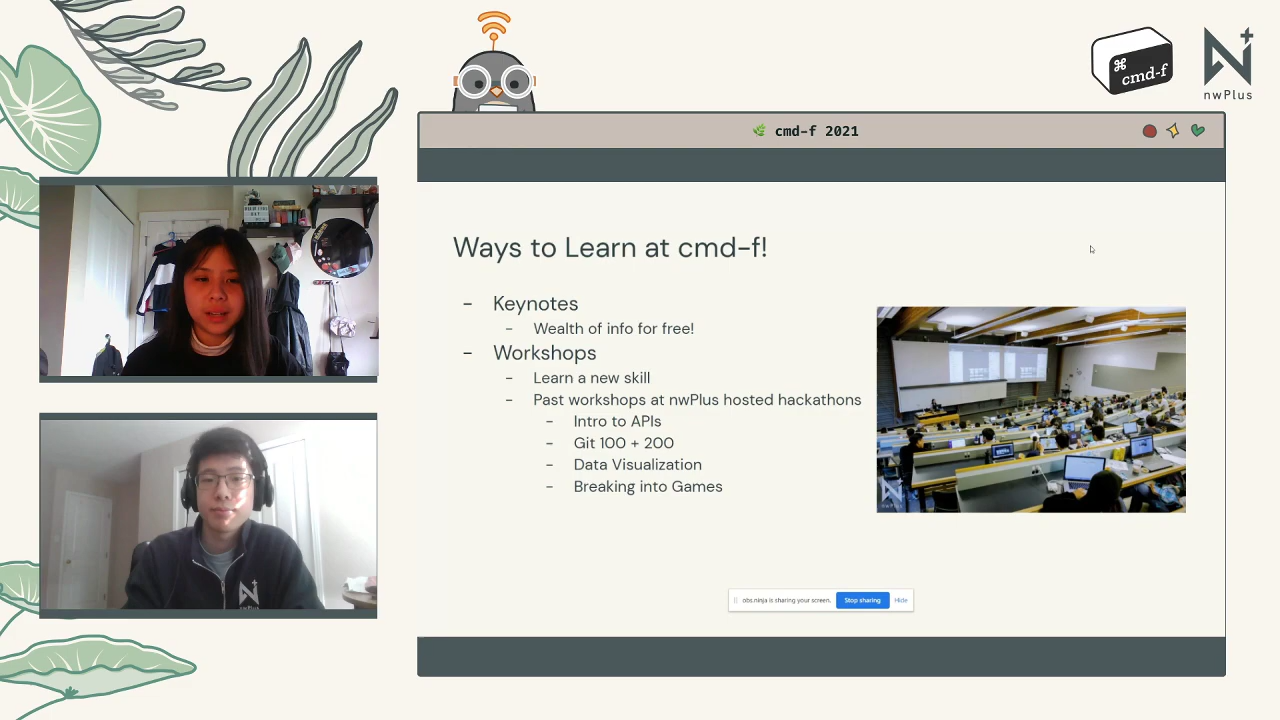 ⌘
cmd-f
nwPlus
cmd-f 2021
Ways to Learn at cmd-f!
- Keynotes
- Wealth of info for free!
- Workshops
- Learn a new skill
- Past workshops at nwPlus hosted hackathons
- Intro to APIs
- Git 100 + 200
- Data Visualization
- Breaking into Games
nwPlus
obs.ninja is sharing your screen.
Stop sharing
Hide
nwPlus